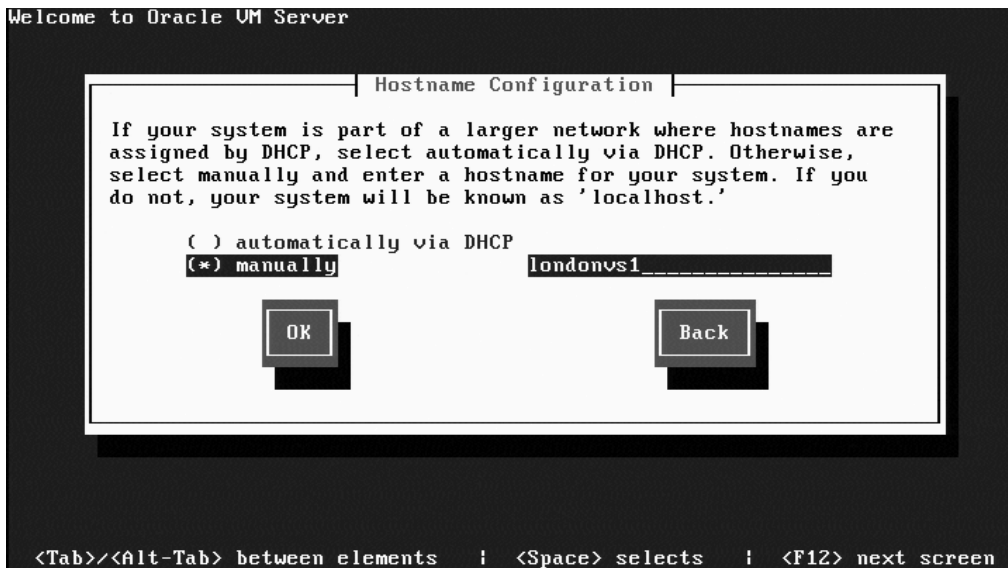 Welcome to Oracle VM Server
Hostname Configuration
If your system is part of a larger network where hostnames are
assigned by DHCP, select automatically via DHCP. Otherwise,
select manually and enter a hostname for your system. If you
do not, your system will be known as 'localhost.'
( ) automatically via DHCP
(*) manually londonvs1_______________
OK Back
<Tab>/<Alt-Tab> between elements | <Space> selects | <F12> next screen